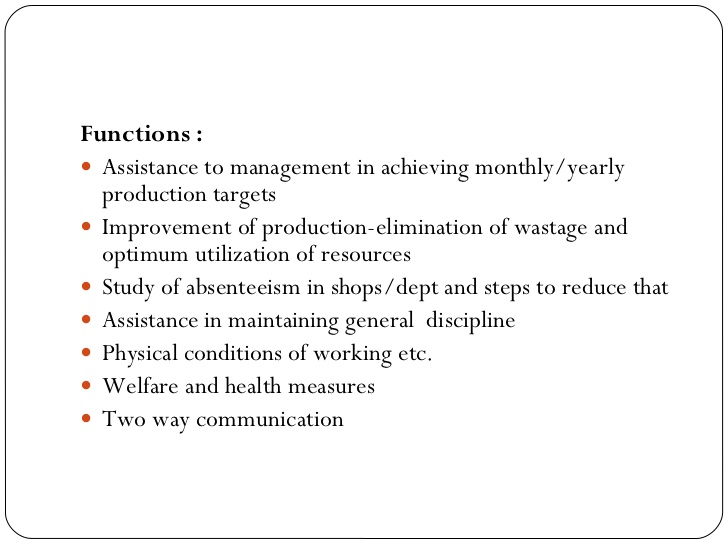 Functions :
• Assistance to management in achieving monthly/yearly
production targets
• Improvement of production-elimination of wastage and
optimum utilization of resources
• Study of absenteeism in shops/dept and steps to reduce that
• Assistance in maintaining general  discipline
• Physical conditions of working etc.
• Welfare and health measures
• Two way communication